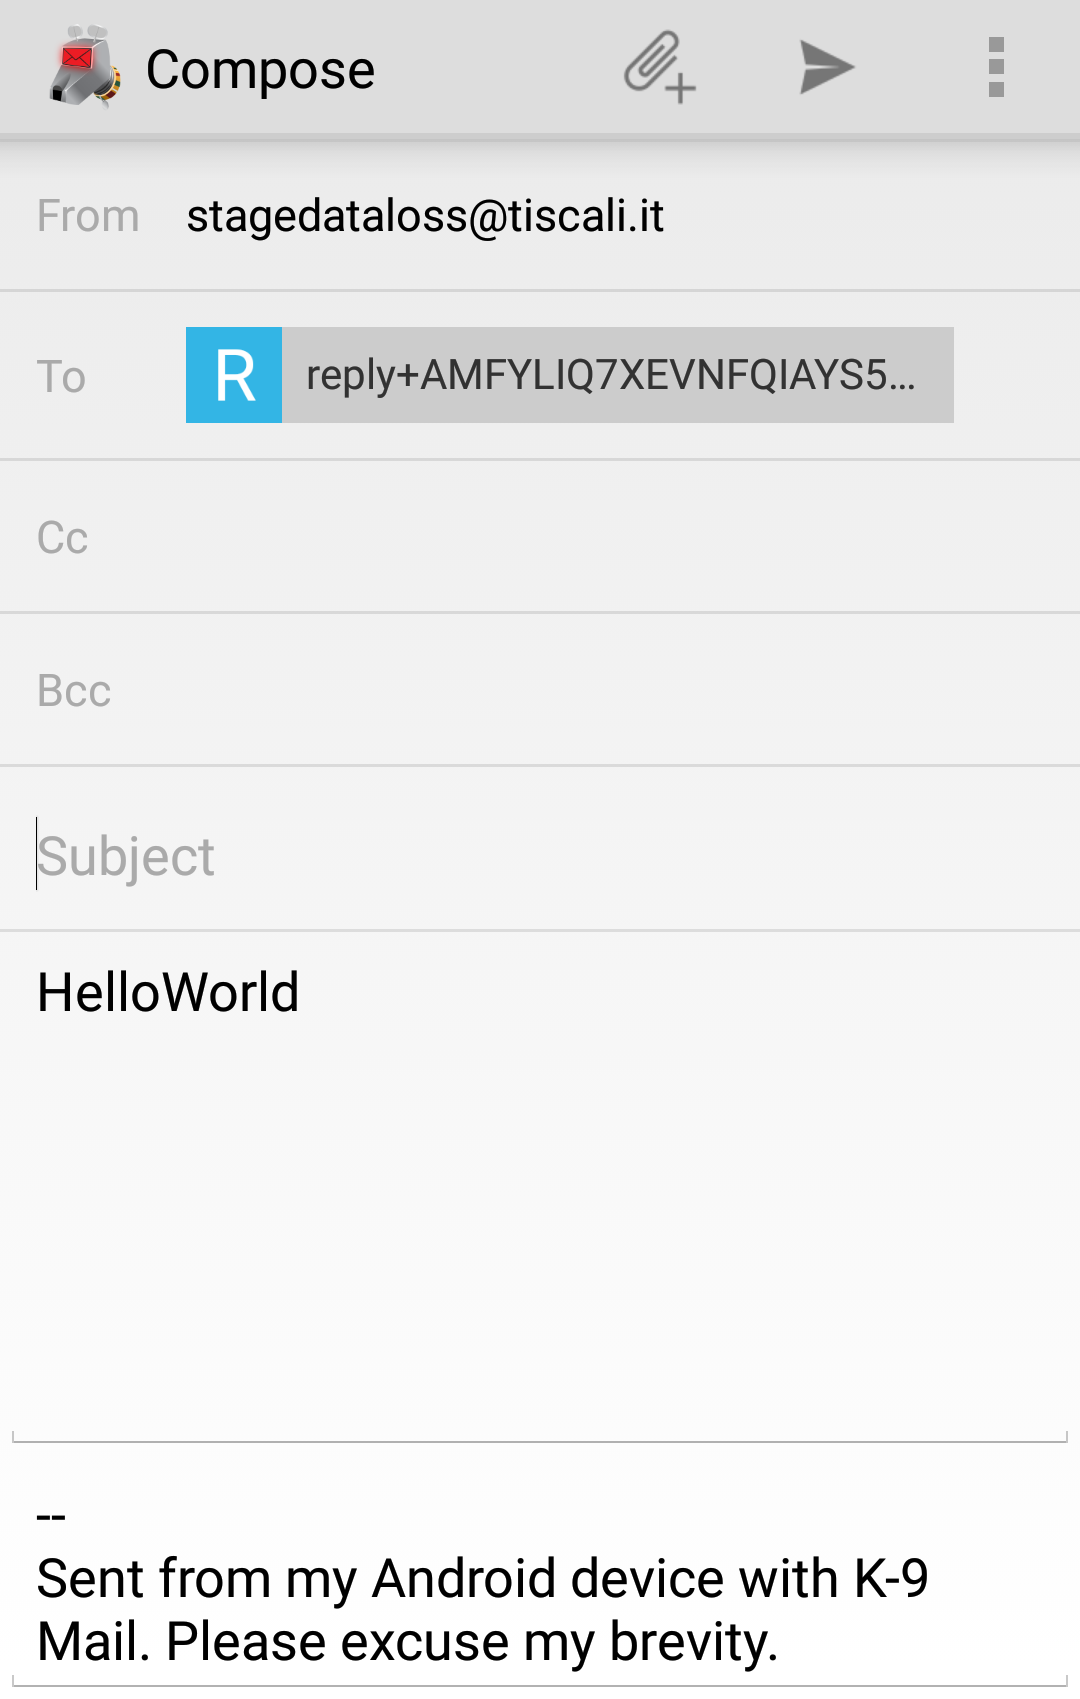 Compose
From stagedataloss@tiscali.it
To R reply+AMFYLIQ7XEVNFQIAYS5...
Cc
Bcc
Subject
HelloWorld
--
Sent from my Android device with K-9
Mail. Please excuse my brevity.